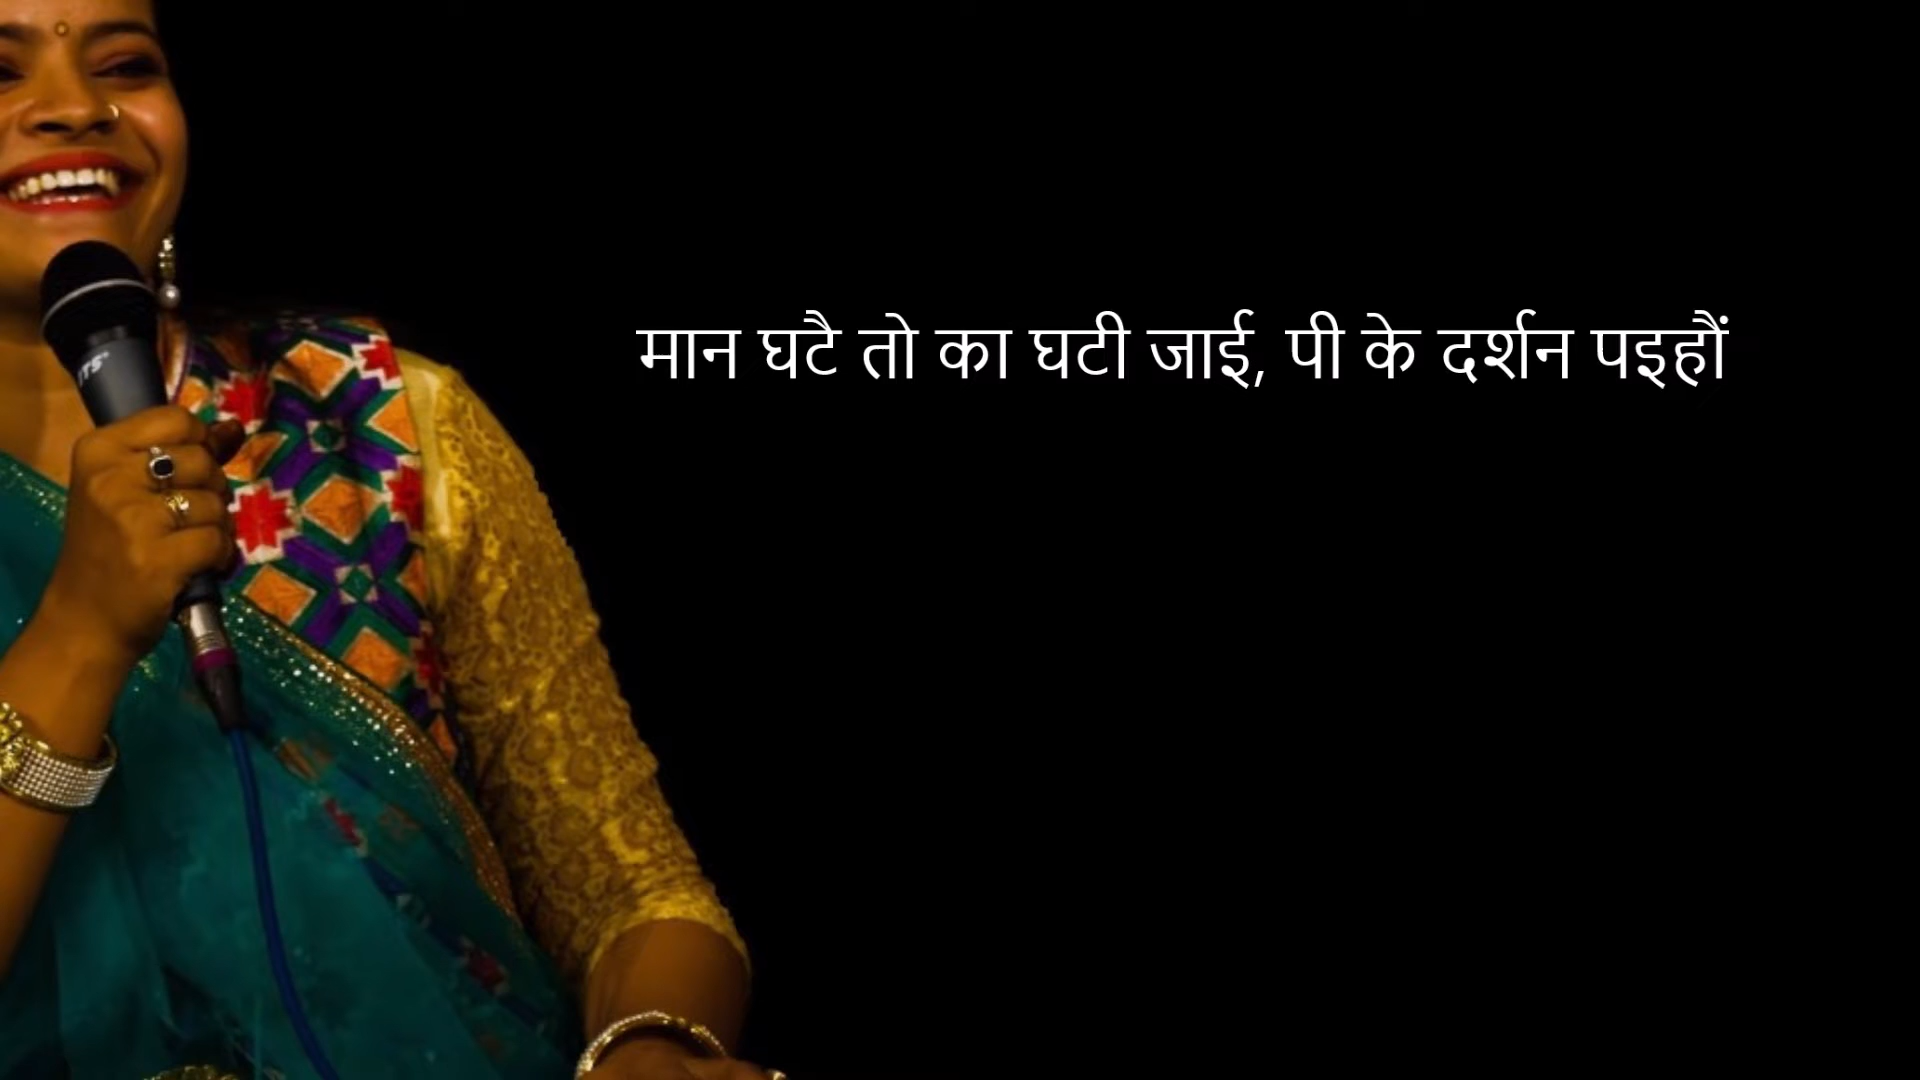 मान घटै तो का घटी जाई, पी के दर्शन पइहौं